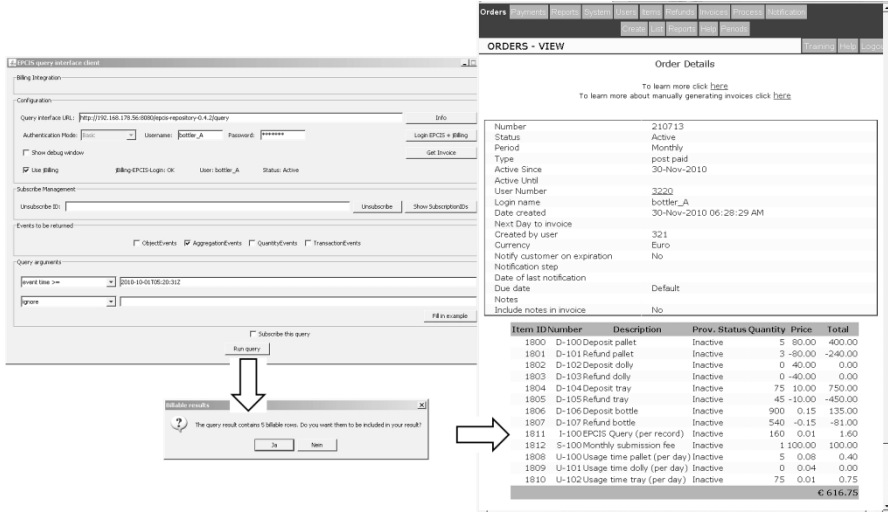 EPCIS query interface client
Billing Integration
Configuration
Query interface URL: http://192.168.178.56:8080/epcis-repository-0.4.2/query Info
Authentication Mode: Basic Username: bottler_A Password: ******* Login EPCIS + jBilling
Show debug window Get Invoice
Use jBilling jBilling-EPCIS-Login: OK User: bottler_A Status: Active
Subscribe Management
Unsubscribe ID: Unsubscribe Show SubscriptionIDs
Events to be returned
ObjectEvents AggregationEvents QuantityEvents TransactionEvents
Query arguments
event time >= 2010-10-01T05:20:31Z
ignore
Fill in example
Subscribe this query
Run query
Billable results
The query result contains 5 billable rows. Do you want them to be included in your result?
Ja Nein
Orders Payments Reports System Users Items Refunds Invoices Process Notification
Create List Reports Help Periods
ORDERS - VIEW Training Help Logout
Order Details
To learn more click here
To learn more about manually generating invoices click here
Number 210713
Status Active
Period Monthly
Type post paid
Active Since 30-Nov-2010
Active Until
User Number 3220
Login name bottler_A
Date created 30-Nov-2010 06:28:29 AM
Next Day to invoice
Created by user 321
Currency Euro
Notify customer on expiration No
Notification step
Date of last notification
Due date Default
Notes
Include notes in invoice No
Item ID Number Description Prov. Status Quantity Price Total
1800 D-100 Deposit pallet Inactive 5 80.00 400.00
1801 D-101 Refund pallet Inactive 3 -80.00 -240.00
1802 D-102 Deposit dolly Inactive 0 40.00 0.00
1803 D-103 Refund dolly Inactive 0 -40.00 0.00
1804 D-104 Deposit tray Inactive 75 10.00 750.00
1805 D-105 Refund tray Inactive 45 -10.00 -450.00
1806 D-106 Deposit bottle Inactive 900 0.15 135.00
1807 D-107 Refund bottle Inactive 540 -0.15 -81.00
1811 I-100 EPCIS Query (per record) Inactive 160 0.01 1.60
1812 S-100 Monthly submission fee Inactive 1 100.00 100.00
1808 U-100 Usage time pallet (per day) Inactive 5 0.08 0.40
1809 U-101 Usage time dolly (per day) Inactive 0 0.04 0.00
1810 U-102 Usage time tray (per day) Inactive 75 0.01 0.75
€ 616.75